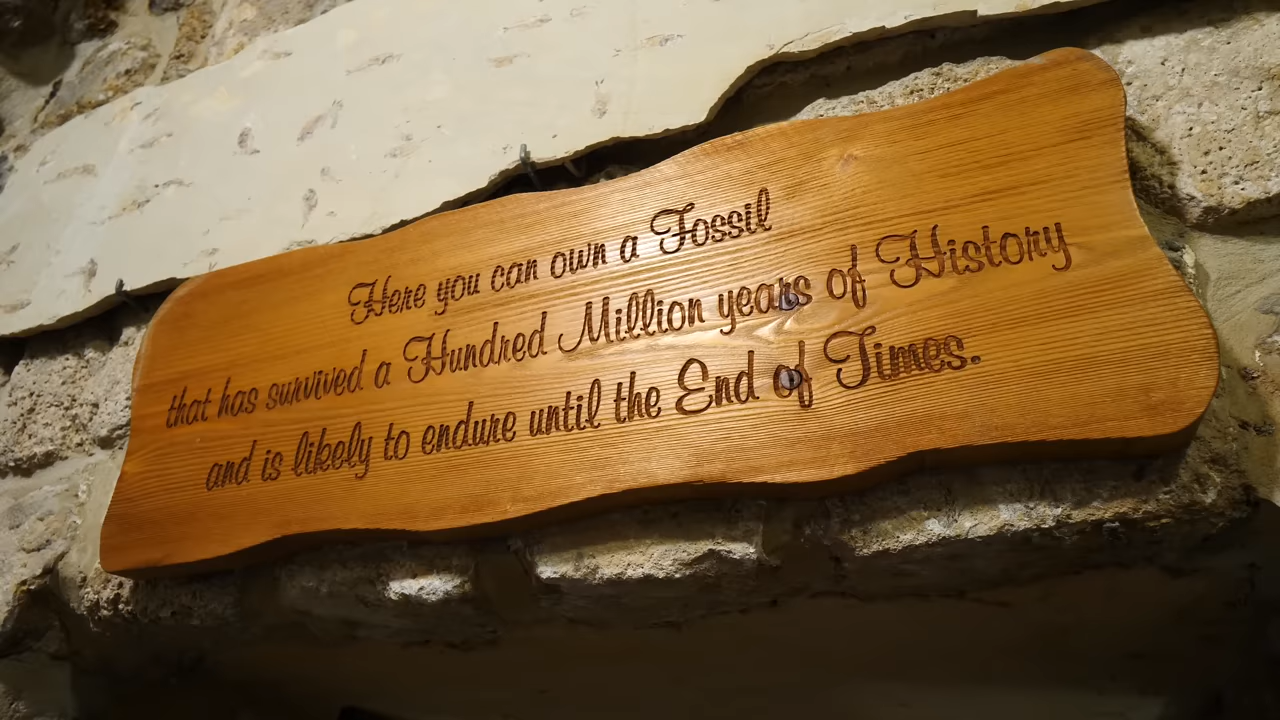 Here you can own a Fossil
that has survived a Hundred Million years of History
and is likely to endure until the End of Times.